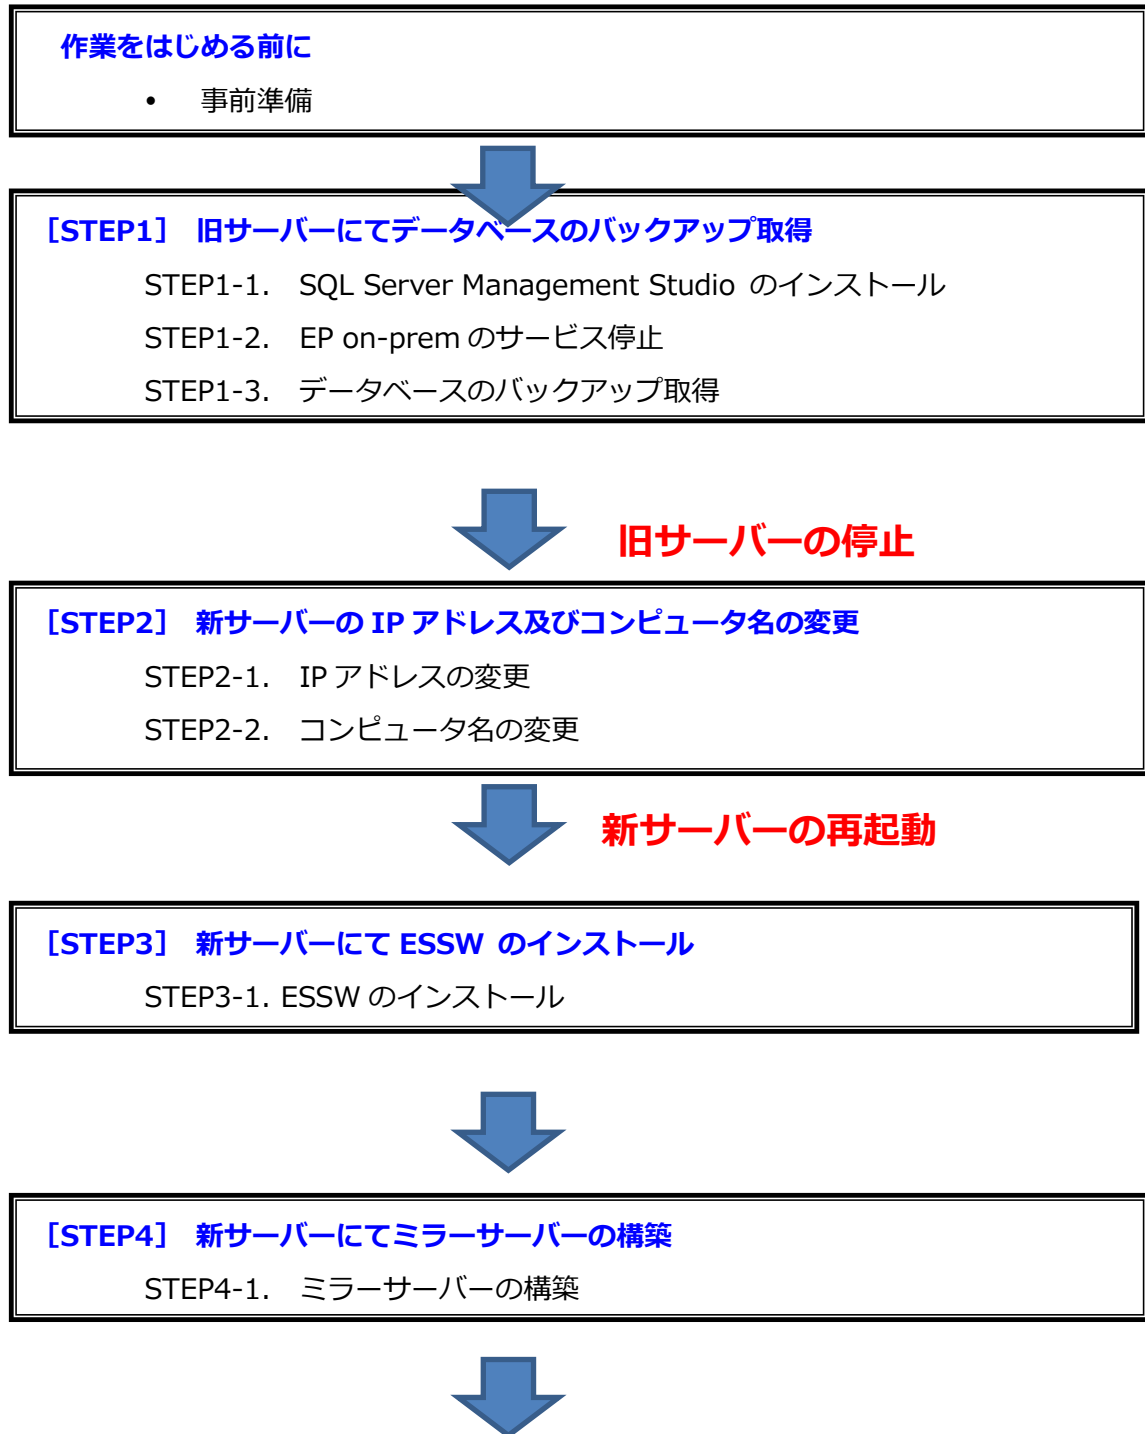 作業をはじめる前に
• 事前準備
［STEP1］ 旧サーバーにてデータベースのバックアップ取得
STEP1-1. SQL Server Management Studio のインストール
STEP1-2. EP on-prem のサービス停止
STEP1-3. データベースのバックアップ取得
旧サーバーの停止
［STEP2］ 新サーバーの IP アドレス及びコンピュータ名の変更
STEP2-1. IP アドレスの変更
STEP2-2. コンピュータ名の変更
新サーバーの再起動
［STEP3］ 新サーバーにて ESSW のインストール
STEP3-1. ESSW のインストール
［STEP4］ 新サーバーにてミラーサーバーの構築
STEP4-1. ミラーサーバーの構築